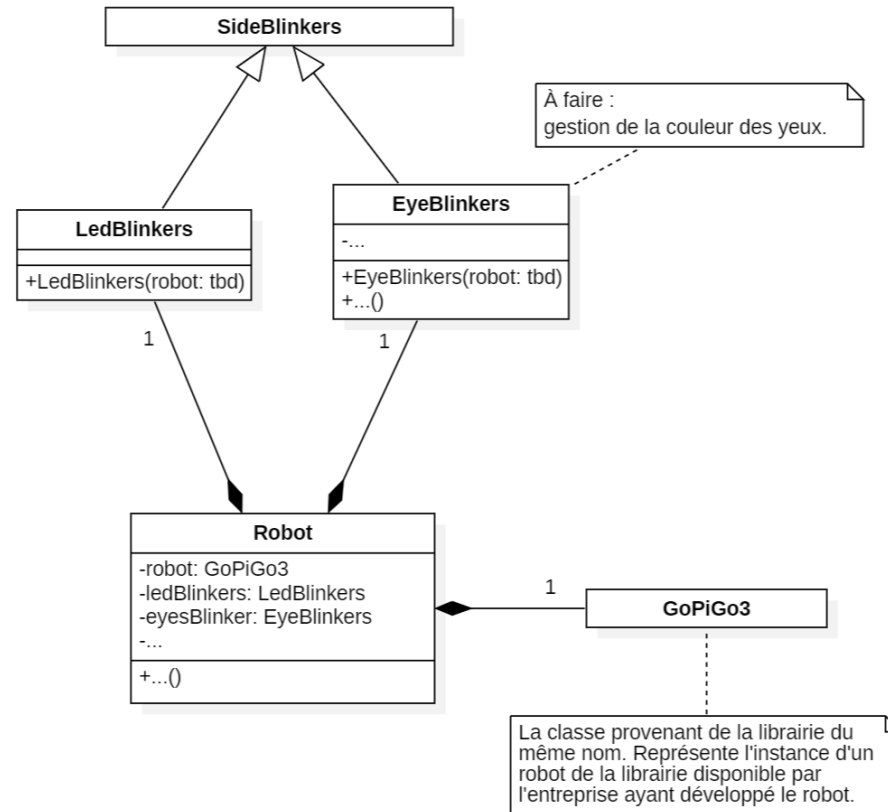 SideBlinkers
À faire :
gestion de la couleur des yeux.
LedBlinkers
+LedBlinkers(robot: tbd)
EyeBlinkers
-...
+EyeBlinkers(robot: tbd)
+...()
1
1
Robot
-robot: GoPiGo3
-ledBlinkers: LedBlinkers
-eyesBlinker: EyeBlinkers
-...
+...()
1
GoPiGo3
La classe provenant de la librairie du
même nom. Représente l'instance d'un
robot de la librairie disponible par
l'entreprise ayant développé le robot.